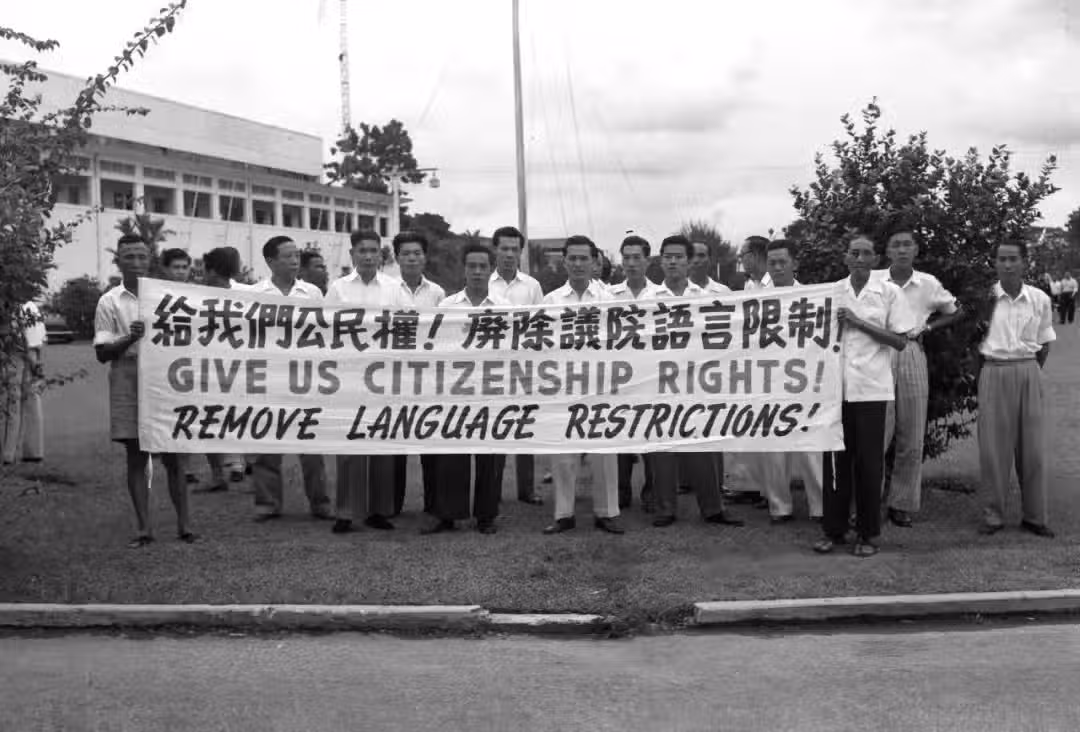 給我們公民權！廢除議院語言限制！
GIVE US CITIZENSHIP RIGHTS!
REMOVE LANGUAGE RESTRICTIONS!